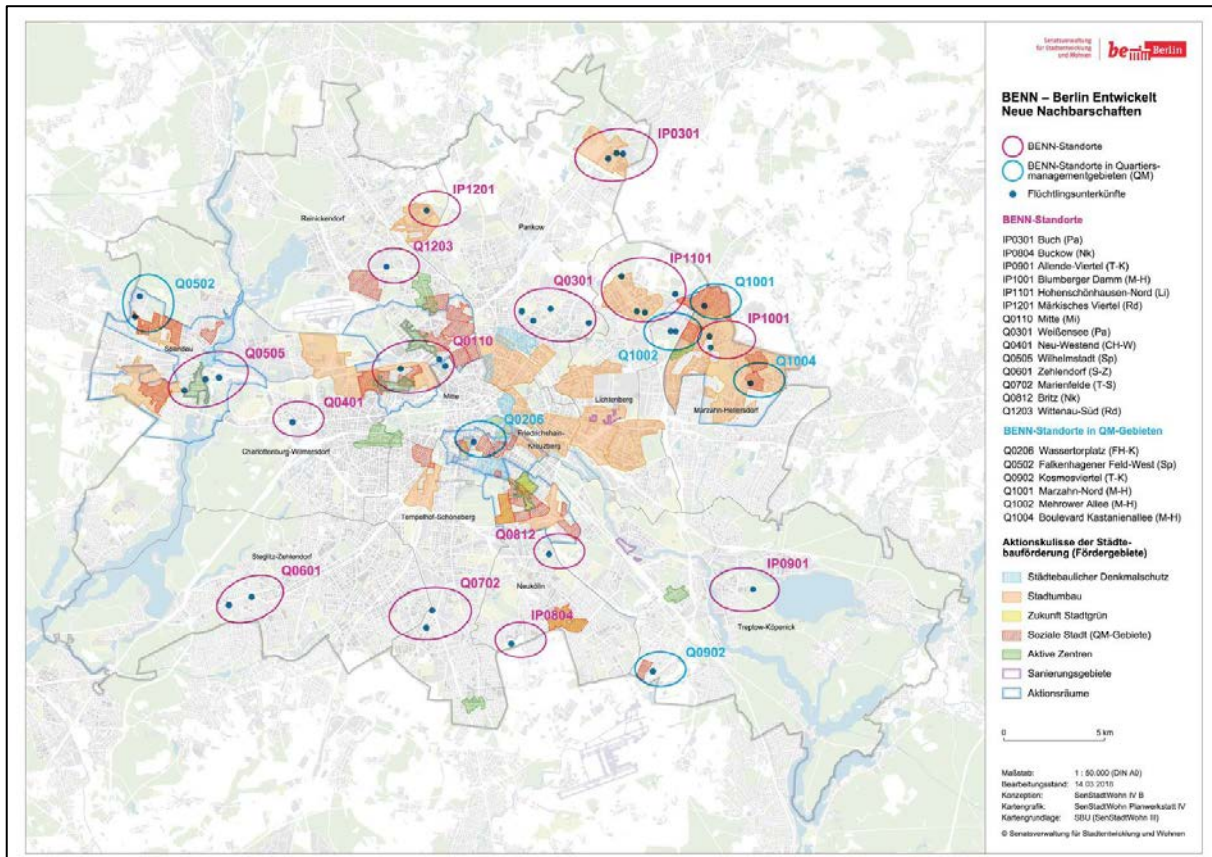 Senatsverwaltung
für Stadtentwicklung
und Wohnen
be Berlin
BENN – Berlin Entwickelt
Neue Nachbarschaften
BENN-Standorte
BENN-Standorte in Quartiers-
managementgebieten (QM)
Flüchtlingsunterkünfte
BENN-Standorte
IP0301 Buch (Pa)
IP0804 Buckow (Nk)
IP0901 Allende-Viertel (T-K)
IP1001 Blumberger Damm (M-H)
IP1101 Hohenschönhausen-Nord (Li)
IP1201 Märkisches Viertel (Rd)
Q0110 Mitte (Mi)
Q0301 Weißensee (Pa)
Q0401 Neu-Westend (CH-W)
Q0505 Wilhelmstadt (Sp)
Q0601 Zehlendorf (S-Z)
Q0702 Marienfelde (T-S)
Q0812 Britz (Nk)
Q1203 Wittenau-Süd (Rd)
BENN-Standorte in QM-Gebieten
Q0206 Wassertorplatz (FH-K)
Q0502 Falkenhagener Feld-West (Sp)
Q0902 Kosmosviertel (T-K)
Q1001 Marzahn-Nord (M-H)
Q1002 Mehrower Allee (M-H)
Q1004 Boulevard Kastanienallee (M-H)
Aktionskulisse der Städte-
bauförderung (Fördergebiete)
Städtebaulicher Denkmalschutz
Stadtumbau
Zukunft Stadtgrün
Soziale Stadt (QM-Gebiete)
Aktive Zentren
Sanierungsgebiete
Aktionsräume
0 5 km
Maßstab: 1 : 50.000 (DIN A0)
Bearbeitungsstand: 14.03.2018
Konzeption: SenStadtWohn IV B
Kartengrafik: SenStadtWohn Planwerkstatt IV
Kartengrundlage: SBU (SenStadtWohn III)
© Senatsverwaltung für Stadtentwicklung und Wohnen
IP0301
IP1201
Reinickendorf
Pankow
Q1203
IP1101
Q0301
Q1001
Q0502
IP1001
Spandau
Q0110
Q1002
Q1004
Q0505
Mitte
Lichtenberg
Marzahn-Hellersdorf
Q0401
Q0206
Friedrichshain-
Kreuzberg
Charlottenburg-Wilmersdorf
Tempelhof-Schöneberg
Q0812
Steglitz-Zehlendorf
Q0601
Q0702
Neukölln
IP0901
IP0804
Treptow-Köpenick
Q0902